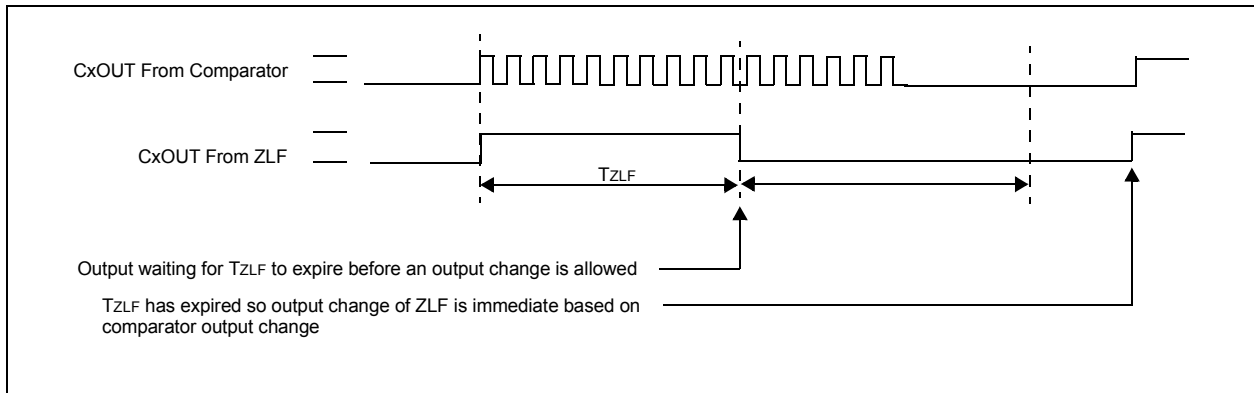 CxOUT From Comparator
CxOUT From ZLF
TZLF
Output waiting for TZLF to expire before an output change is allowed
TZLF has expired so output change of ZLF is immediate based on
comparator output change